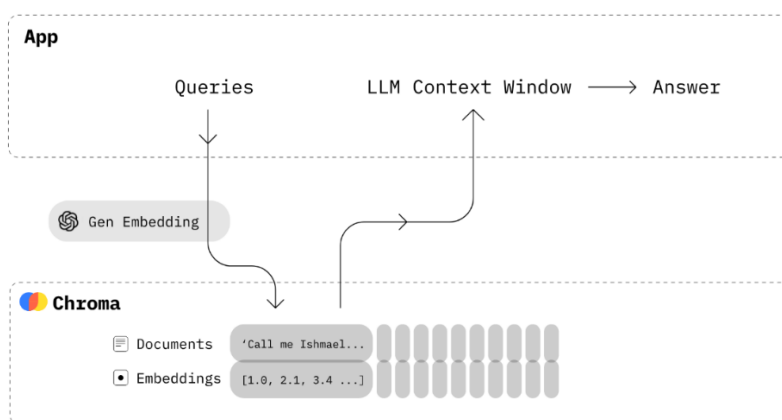 App
Queries
LLM Context Window
Answer
Gen Embedding
Chroma
Documents
‘Call me Ishmael...
Embeddings
[1.0, 2.1, 3.4 ...]